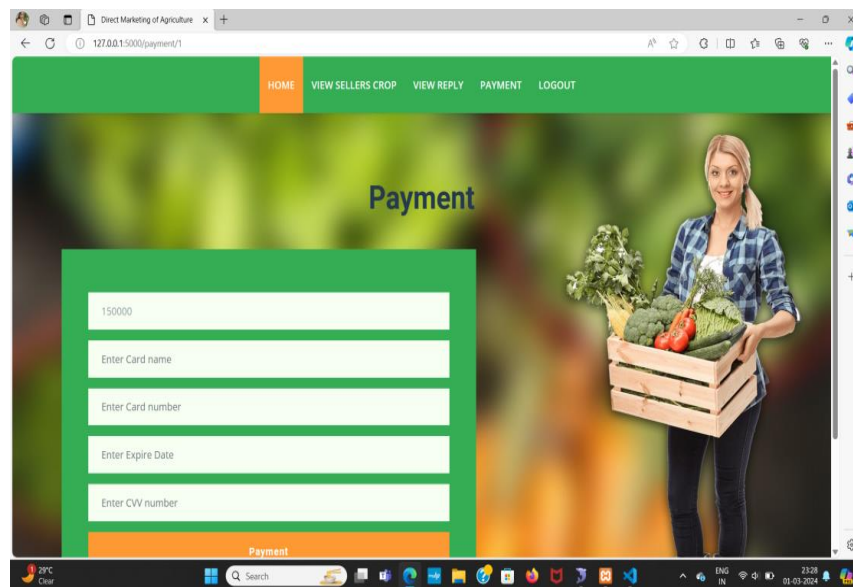 Direct Marketing of Agriculture
127.0.0.1:5000/payment/1
HOME VIEW SELLERS CROP VIEW REPLY PAYMENT LOGOUT
Payment
150000
Enter Card name
Enter Card number
Enter Expire Date
Enter CVV number
Payment
29°C
Clear
Search
ENG
IN
23:28
01-03-2024